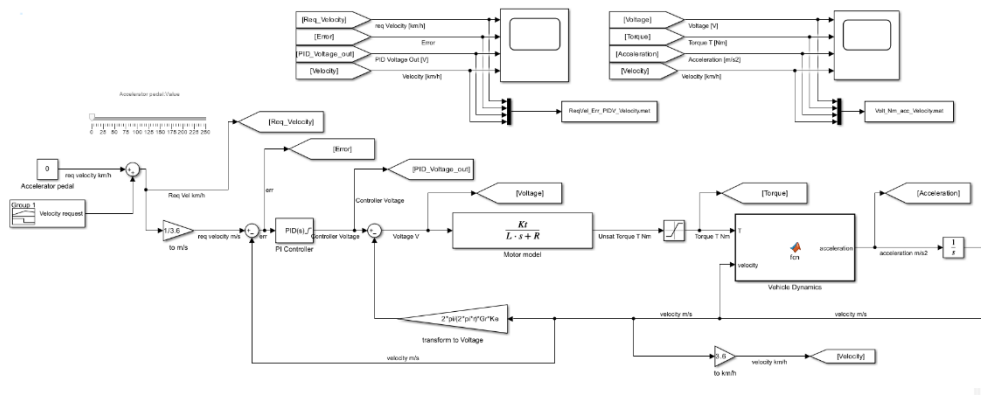 [Req_Velocity]
req Velocity [km/h]
[Error]
Error
[PID_Voltage_out]
PID Voltage Out [V]
[Velocity]
Velocity [km/h]
ReqVel_Err_PIDV_Velocity.mat
[Voltage]
Voltage [V]
[Torque]
Torque T [Nm]
[Acceleration]
Acceleration [m/s2]
[Velocity]
Velocity [km/h]
Volt_Nm_acc_Velocity.mat
Accelerator pedal:Value
0 25 50 75 100 125 150 175 200 225 250
[Req_Velocity]
[Error]
[PID_Voltage_out]
[Voltage]
[Torque]
[Acceleration]
0
req velocity km/h
Accelerator pedal
Req Vel km/h
Group 1
Velocity request
err
Controller Voltage
1/3.6
to m/s
req velocity m/s
err
PID(s)
PI Controller
Controller Voltage
Voltage V
Kt
L · s + R
Motor model
Unsat Torque T Nm
Torque T Nm
T
velocity
fcn
acceleration
Vehicle Dynamics
acceleration m/s2
1
s
2*pi/(2*pi*r)*Gr*Ke
transform to Voltage
velocity m/s
velocity m/s
velocity m/s
3.6
to km/h
velocity km/h
[Velocity]